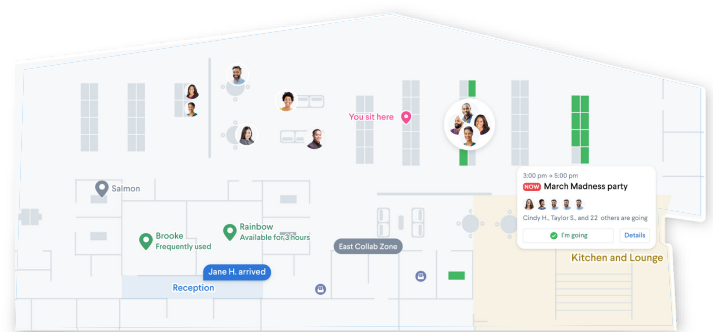 You sit here
3:00 pm → 5:00 pm
NOW March Madness party
Cindy H., Taylor S., and 22 others are going
I'm going
Details
Kitchen and Lounge
Salmon
Brooke
Frequently used
Rainbow
Available for 3 hours
East Collab Zone
Jane H. arrived
Reception